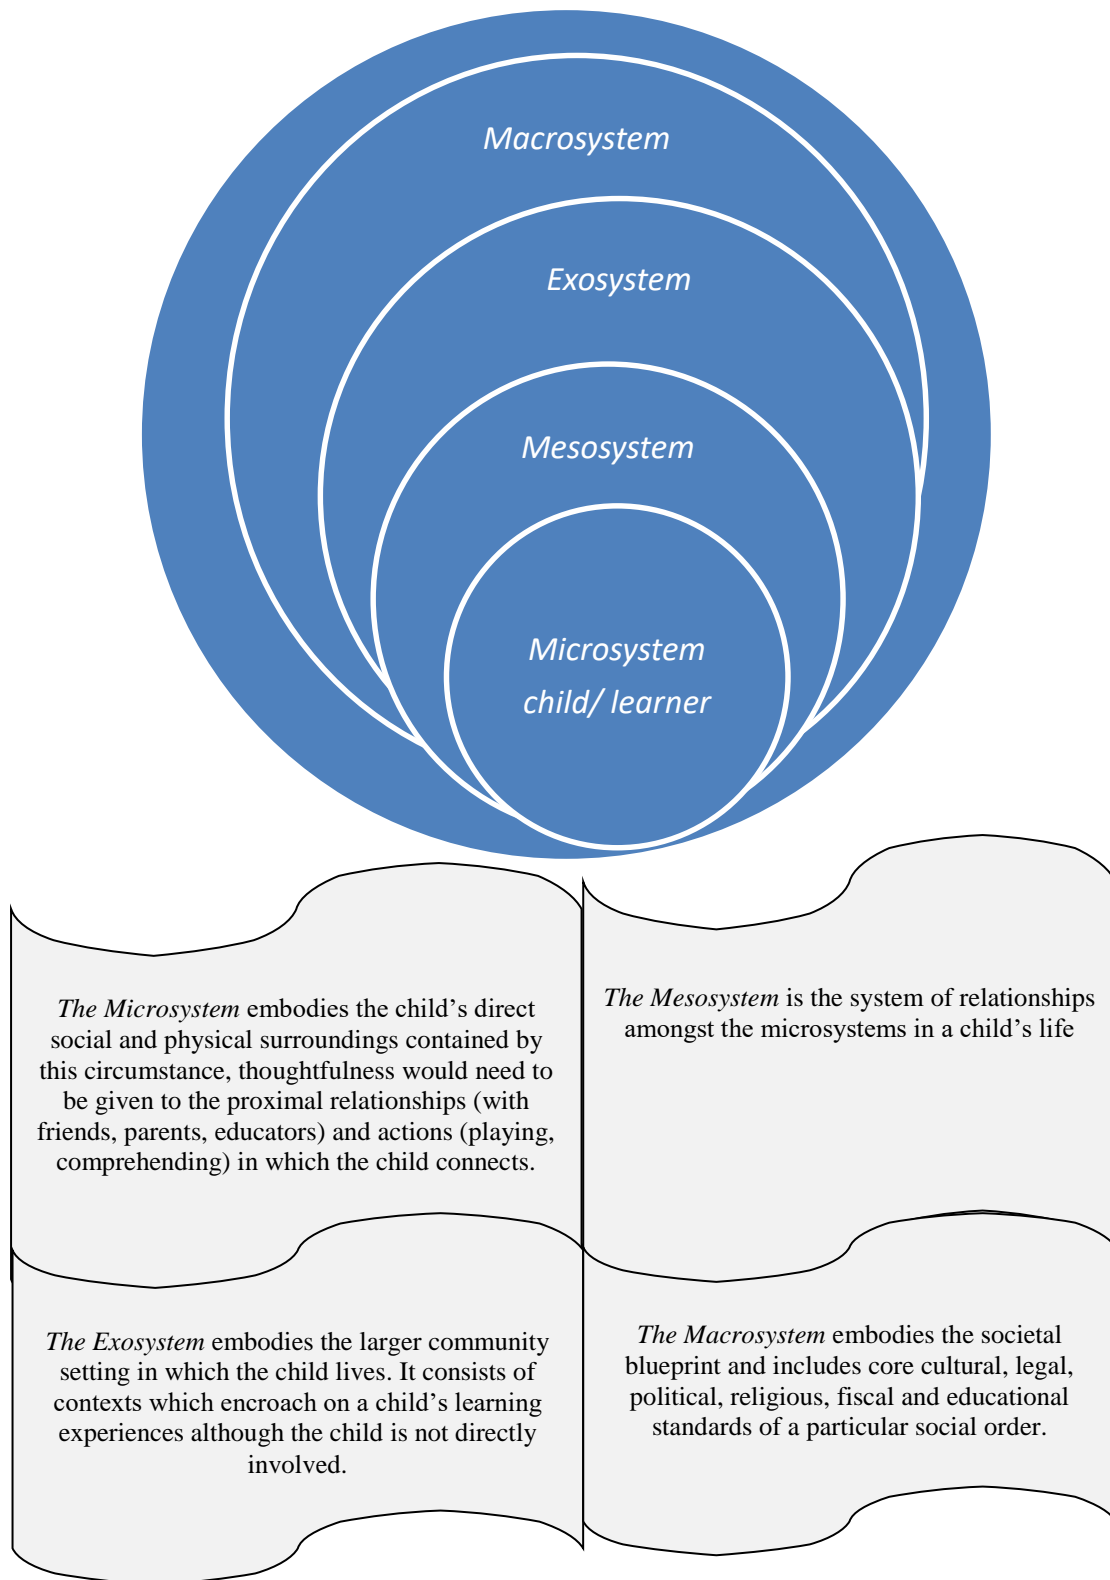 Macrosystem
Exosystem
Mesosystem
Microsystem
child/ learner
The Microsystem embodies the child’s direct
social and physical surroundings contained by
this circumstance, thoughtfulness would need to
be given to the proximal relationships (with
friends, parents, educators) and actions (playing,
comprehending) in which the child connects.
The Mesosystem is the system of relationships
amongst the microsystems in a child’s life
The Exosystem embodies the larger community
setting in which the child lives. It consists of
contexts which encroach on a child’s learning
experiences although the child is not directly
involved.
The Macrosystem embodies the societal
blueprint and includes core cultural, legal,
political, religious, fiscal and educational
standards of a particular social order.